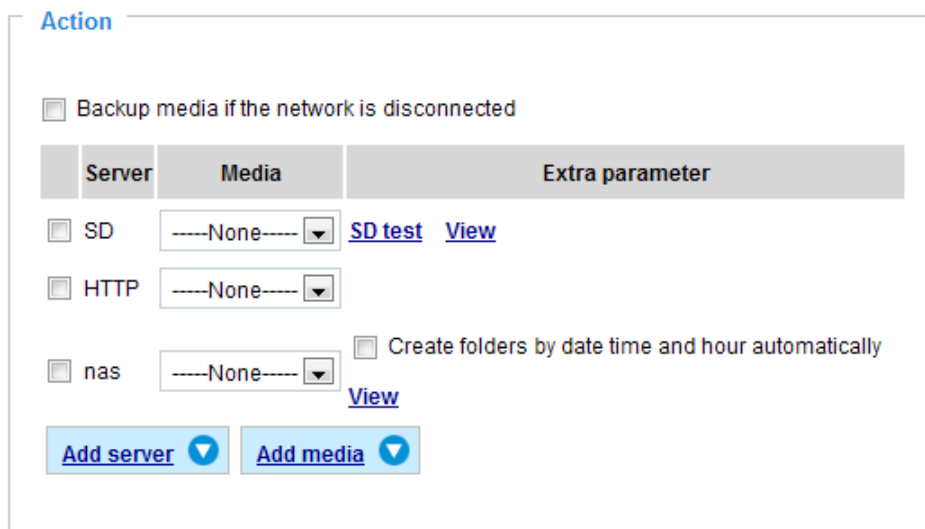 Action
Backup media if the network is disconnected
Server Media Extra parameter
SD -----None----- SD test View
HTTP -----None-----
nas -----None----- Create folders by date time and hour automatically
View
Add server Add media